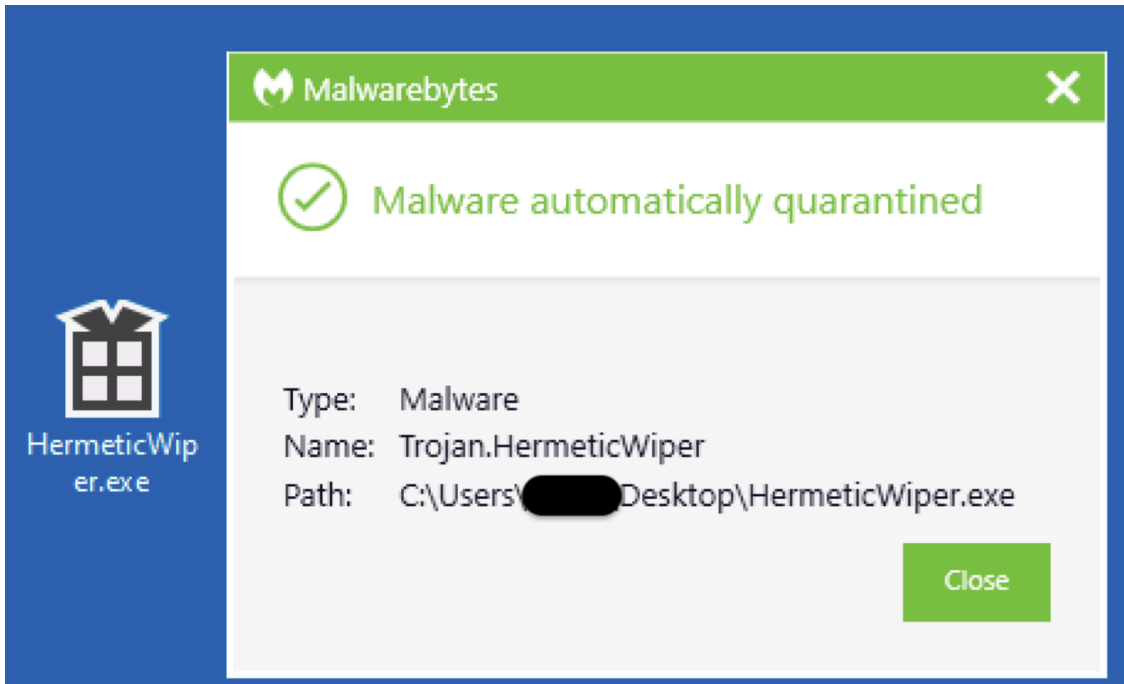 Malwarebytes
Malware automatically quarantined
HermeticWip
er.exe
Type: Malware
Name: Trojan.HermeticWiper
Path: C:\Users\ Desktop\HermeticWiper.exe
Close